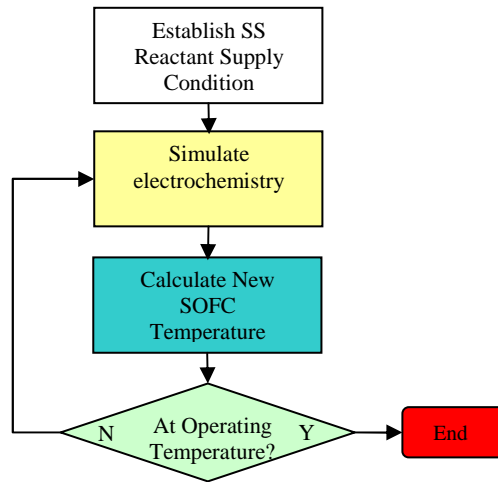 Establish SS
Reactant Supply
Condition
Simulate
electrochemistry
Calculate New
SOFC
Temperature
N
At Operating
Temperature?
Y
End